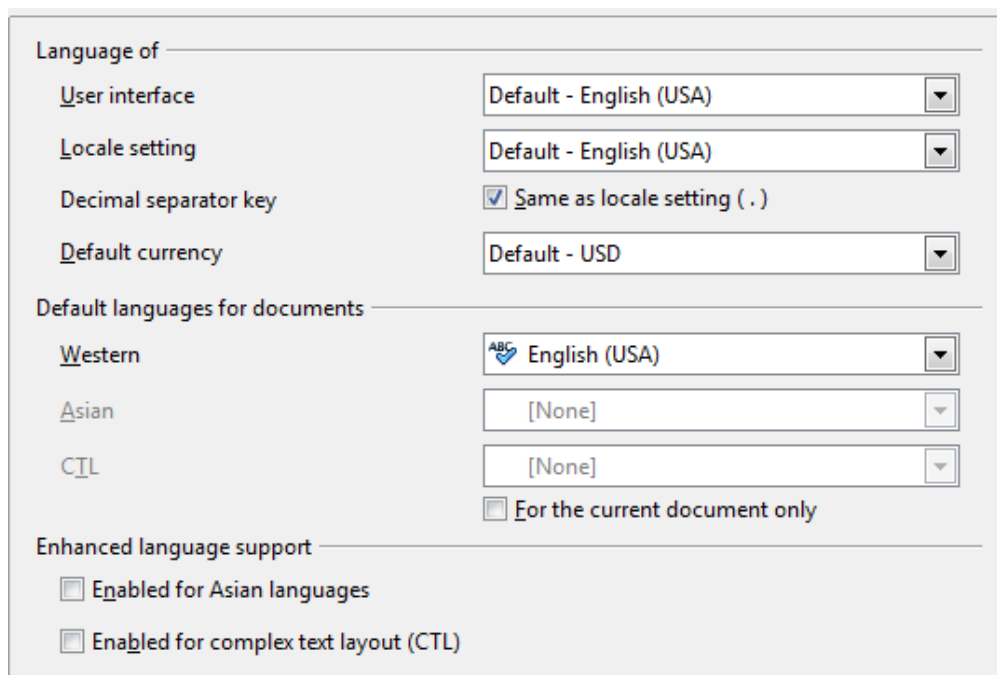 Language of
User interface Default - English (USA)
Locale setting Default - English (USA)
Decimal separator key Same as locale setting ( . )
Default currency Default - USD
Default languages for documents
Western ABC English (USA)
Asian [None]
CTL [None]
For the current document only
Enhanced language support
Enabled for Asian languages
Enabled for complex text layout (CTL)